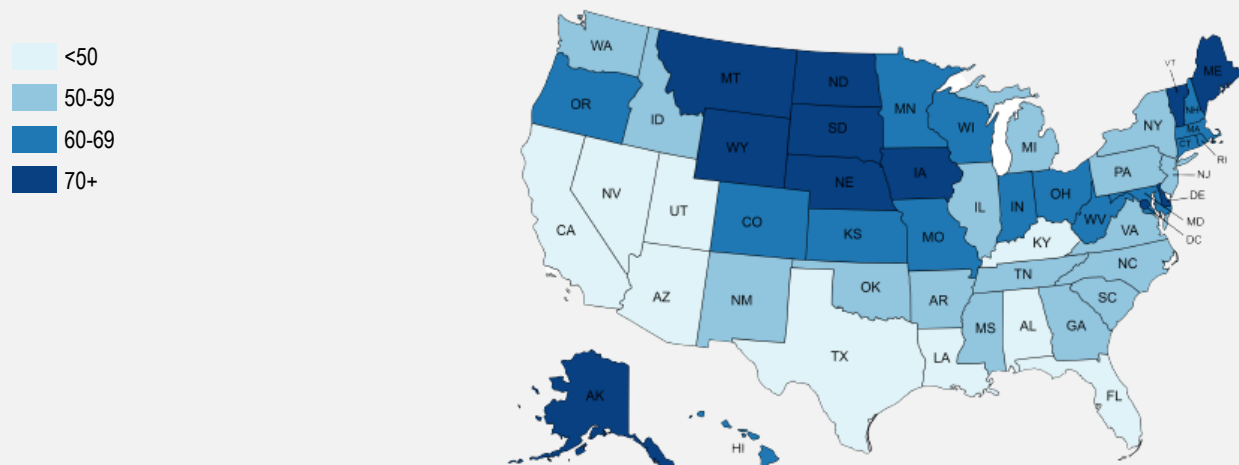 <50
50-59
60-69
70+
WA
MT
ND
MN
VT
ME
OR
ID
SD
WI
MI
NY
NH
MA
CT
RI
WY
NE
IA
PA
NJ
NV
UT
CO
KS
MO
IL
IN
OH
WV
VA
DE
MD
DC
CA
KY
AZ
NM
OK
AR
TN
NC
SC
TX
LA
MS
AL
GA
FL
AK
HI